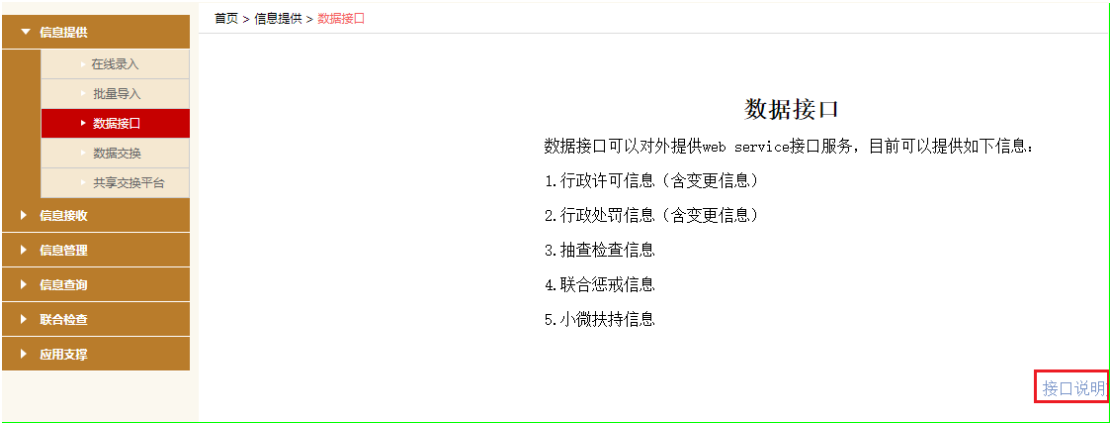 首页 > 信息提供 > 数据接口
信息提供
在线录入
批量导入
数据接口
数据交换
共享交换平台
信息接收
信息管理
信息查询
联合检查
应用支撑
数据接口
数据接口可以对外提供web service接口服务，目前可以提供如下信息：
1.行政许可信息（含变更信息）
2.行政处罚信息（含变更信息）
3.抽查检查信息
4.联合惩戒信息
5.小微扶持信息
接口说明